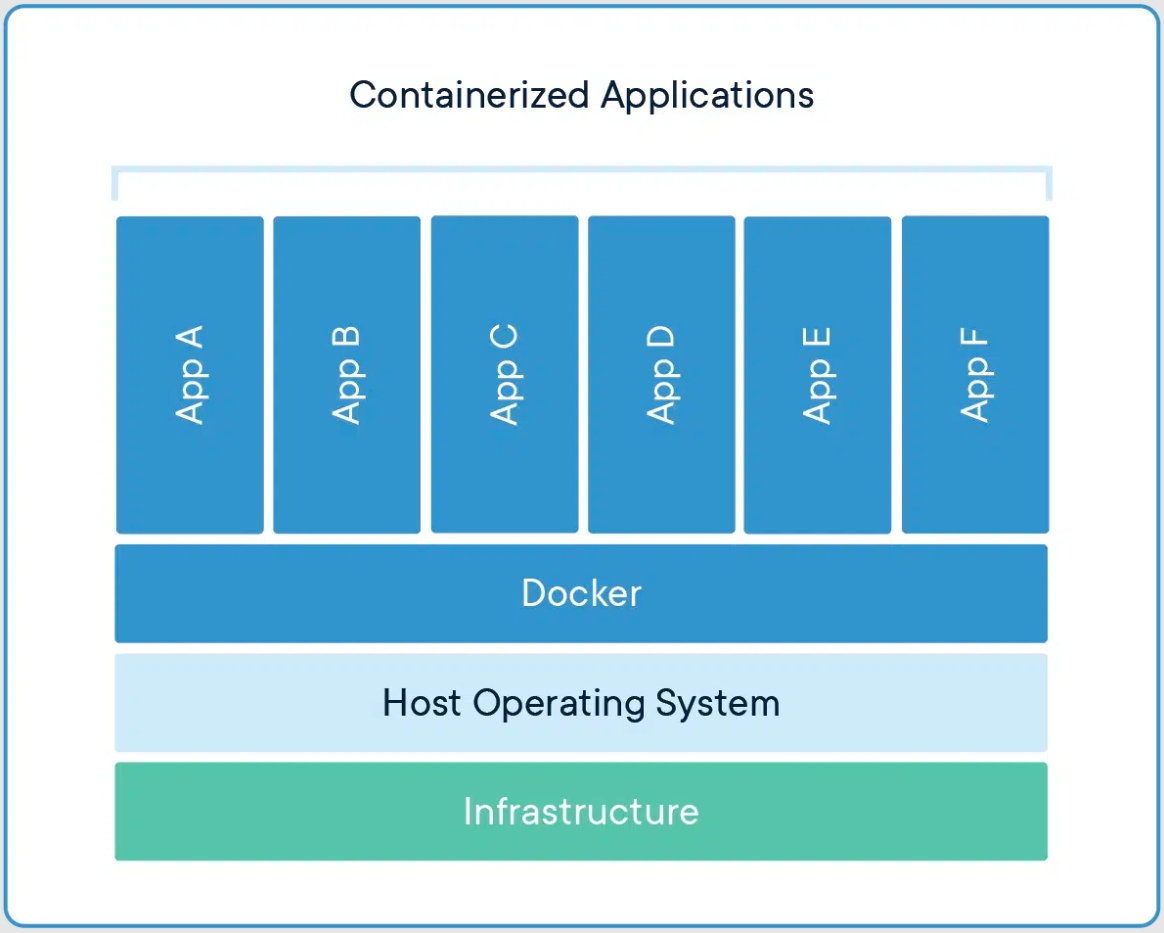 Containerized Applications
App A
App B
App C
App D
App E
App F
Docker
Host Operating System
Infrastructure